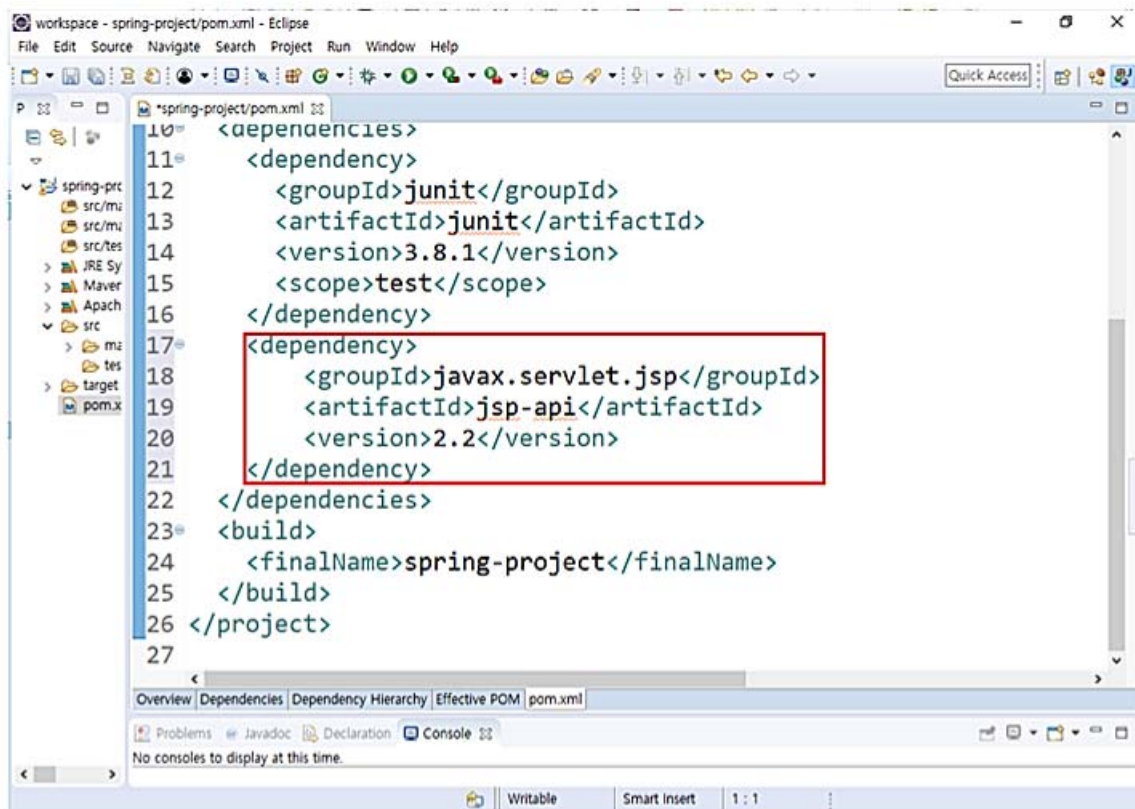 workspace - spring-project/pom.xml - Eclipse
File Edit Source Navigate Search Project Run Window Help
Quick Access
P
*spring-project/pom.xml
spring-prc
src/ma
src/ma
src/tes
JRE Sy
Maver
Apach
src
ma
tes
target
pom.x
10 <dependencies>
11 <dependency>
12 <groupId>junit</groupId>
13 <artifactId>junit</artifactId>
14 <version>3.8.1</version>
15 <scope>test</scope>
16 </dependency>
17 <dependency>
18 <groupId>javax.servlet.jsp</groupId>
19 <artifactId>jsp-api</artifactId>
20 <version>2.2</version>
21 </dependency>
22 </dependencies>
23 <build>
24 <finalName>spring-project</finalName>
25 </build>
26 </project>
27
Overview Dependencies Dependency Hierarchy Effective POM pom.xml
Problems Javadoc Declaration Console
No consoles to display at this time.
Writable Smart Insert 1 : 1